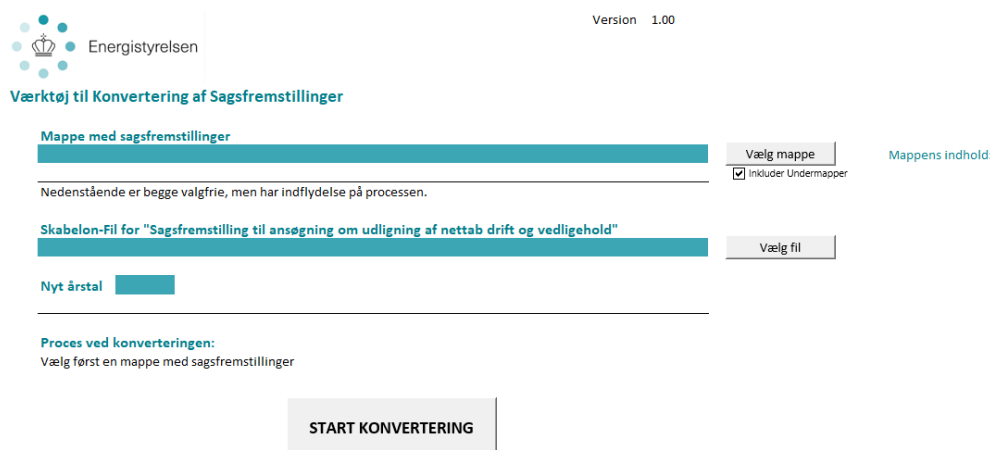 Version 1.00
Energistyrelsen
Værktøj til Konvertering af Sagsfremstillinger
Mappe med sagsfremstillinger
Vælg mappe
Mappens indhold:
Inkluder Undermapper
Nedenstående er begge valgfrie, men har indflydelse på processen.
Skabelon-Fil for "Sagsfremstilling til ansøgning om udligning af nettab drift og vedligehold"
Vælg fil
Nyt årstal
Proces ved konverteringen:
Vælg først en mappe med sagsfremstillinger
START KONVERTERING